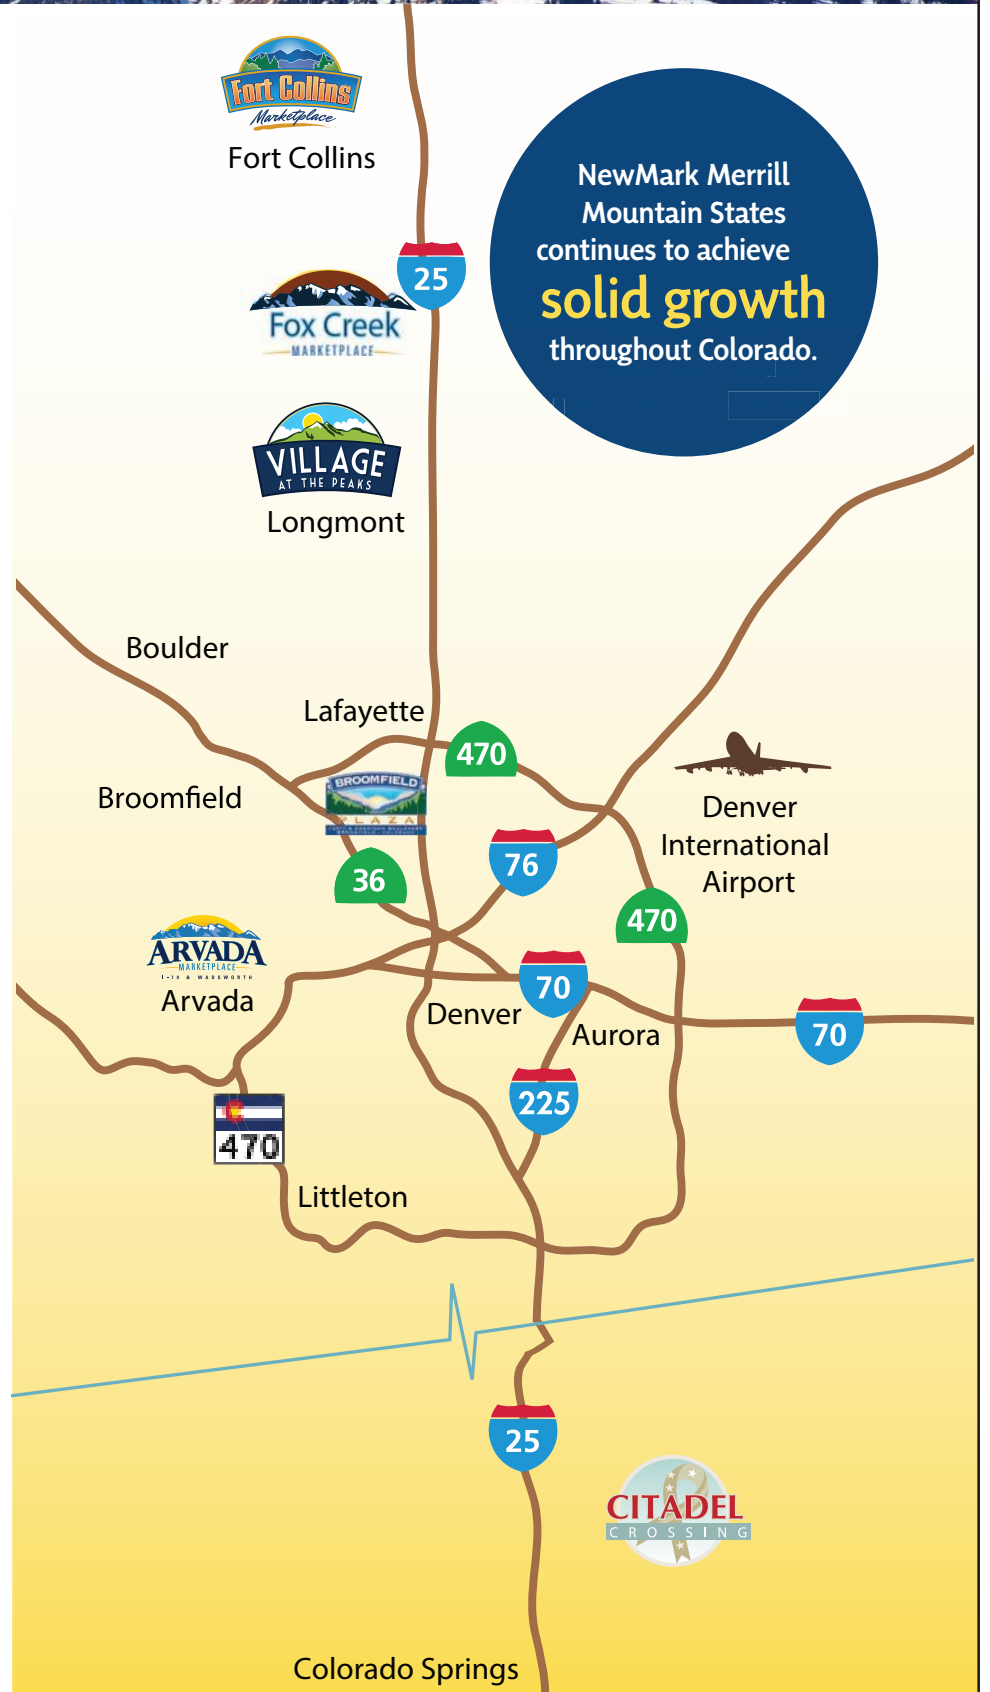 Fort Collins
Marketplace
Fort Collins
NewMark Merrill
Mountain States
continues to achieve
solid growth
throughout Colorado.
25
Fox Creek
MARKETPLACE
VILLAGE
AT THE PEAKS
Longmont
Boulder
Lafayette
470
BROOMFIELD
PLAZA
Broomfield
Denver
International
Airport
76
36
470
ARVADA
MARKETPLACE
I-70 & WADSWORTH
Arvada
70
Denver
Aurora
70
225
470
Littleton
25
CITADEL
CROSSING
Colorado Springs